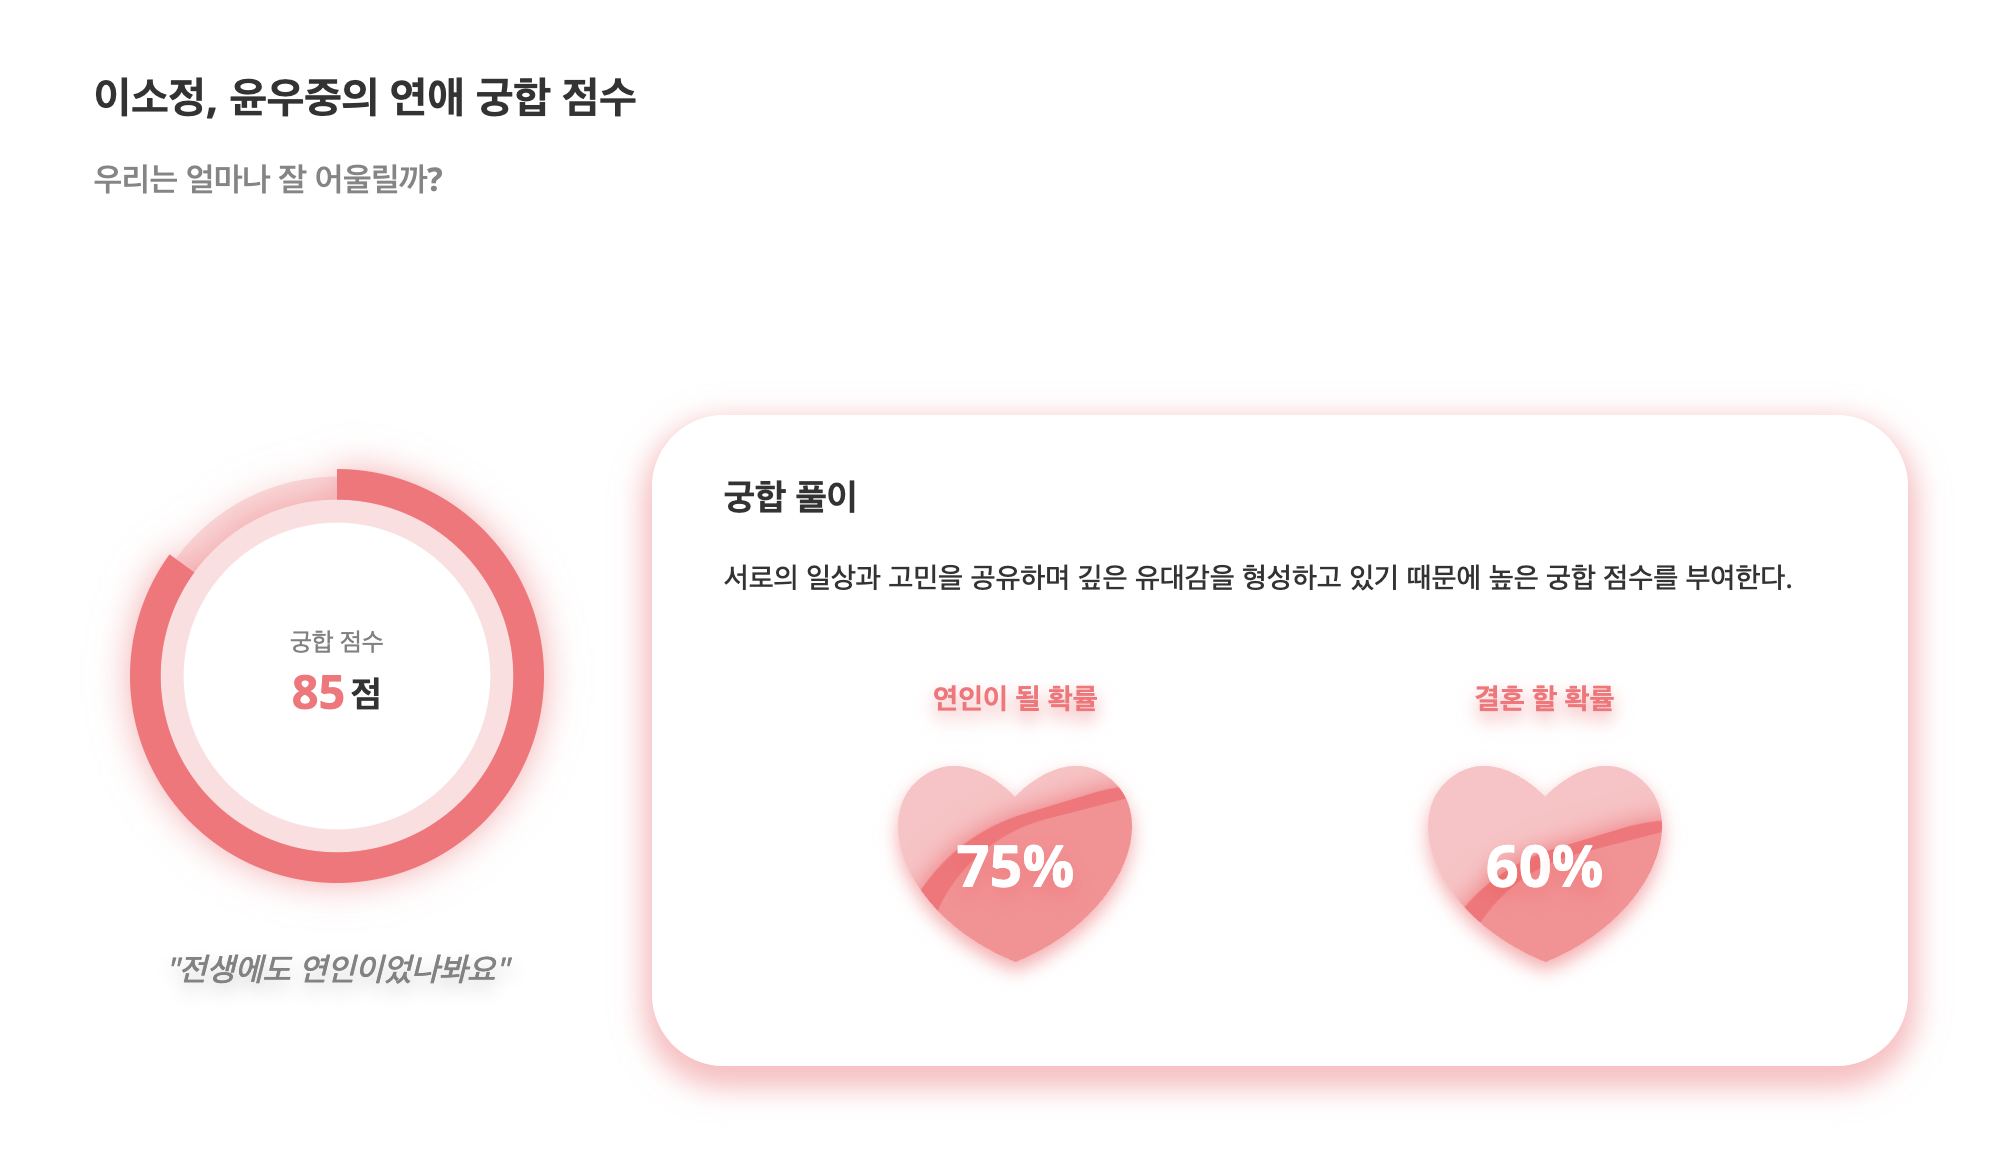 이소정, 윤우중의 연애 궁합 점수
우리는 얼마나 잘 어울릴까?
궁합 점수
85 점
"전생에도 연인이었나봐요"
궁합 풀이
서로의 일상과 고민을 공유하며 깊은 유대감을 형성하고 있기 때문에 높은 궁합 점수를 부여한다.
연인이 될 확률
75%
결혼 할 확률
60%